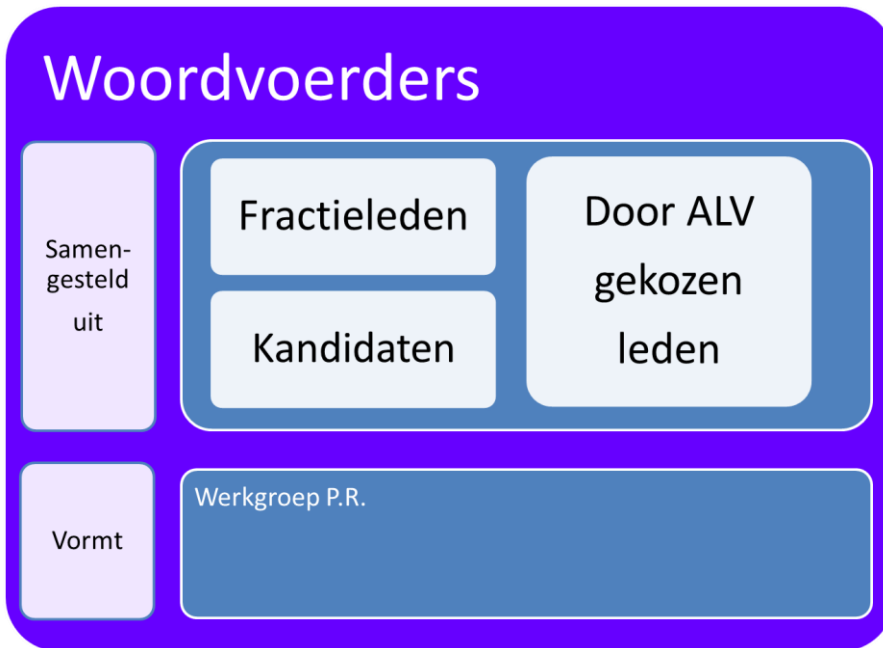 Woordvoerders
Samen-
gesteld
uit
Fractieleden
Kandidaten
Door ALV
gekozen
leden
Vormt
Werkgroep P.R.